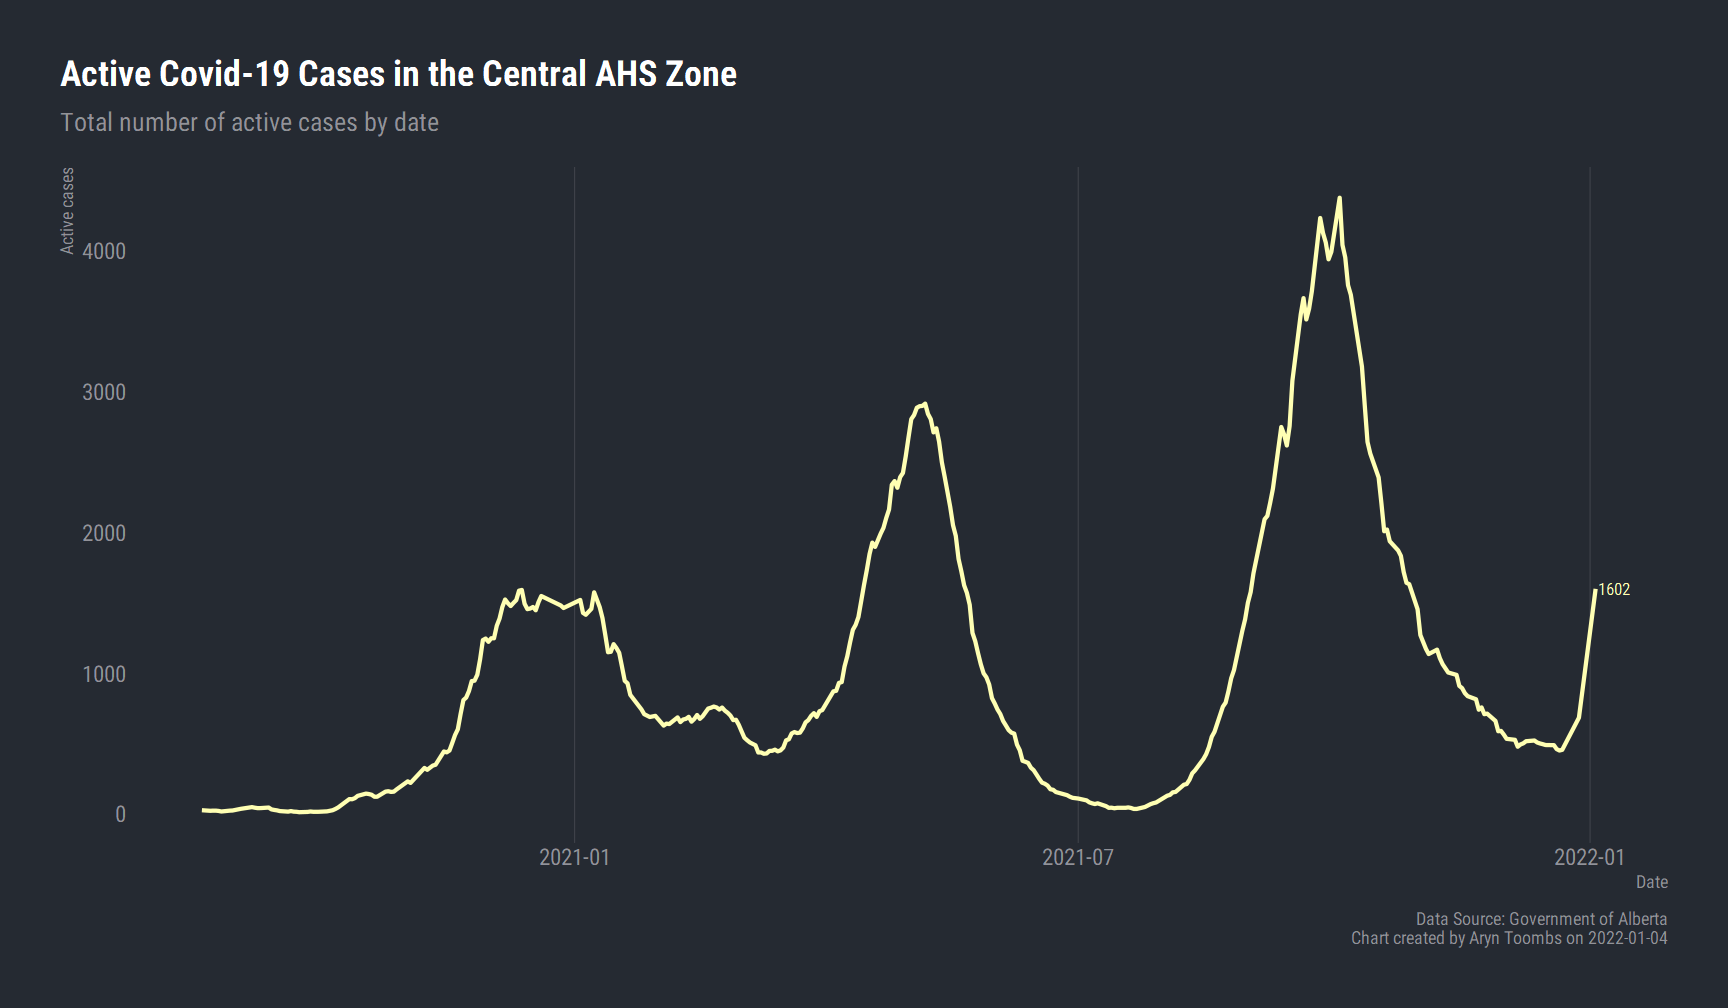 Active Covid-19 Cases in the Central AHS Zone
Total number of active cases by date
Active cases
4000
3000
2000
1000
0
1602
2021-01
2021-07
2022-01
Date
Data Source: Government of Alberta
Chart created by Aryn Toombs on 2022-01-04